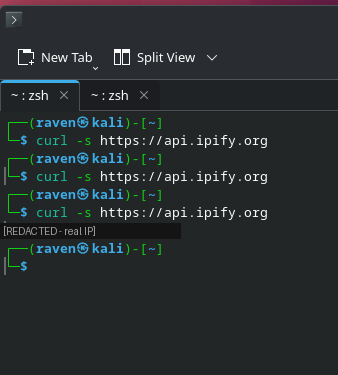 New Tab
Split View
~ : zsh
~ : zsh
┌──(raven㉿kali)-[~]
└─$ curl -s https://api.ipify.org
┌──(raven㉿kali)-[~]
└─$ curl -s https://api.ipify.org
┌──(raven㉿kali)-[~]
└─$ curl -s https://api.ipify.org
[REDACTED - real IP]
┌──(raven㉿kali)-[~]
└─$